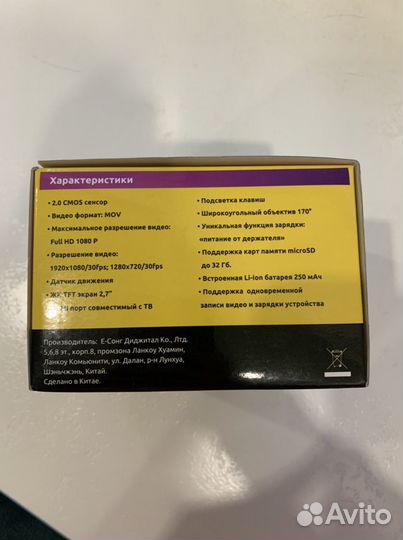 Характеристики
• 2.0 CMOS сенсор
• Видео формат: MOV
• Максимальное разрешение видео:
Full HD 1080 P
• Разрешение видео:
1920x1080/30fps; 1280x720/30fps
• Датчик движения
• ЖК TFT экран 2,7"
порт совместимый с ТВ
• Подсветка клавиш
• Широкоугольный объектив 170°
• Уникальная функция зарядки:
«питание от держателя»
• Поддержка карт памяти microSD
до 32 Гб.
• Встроенная Li-ion батарея 250 мАч
• Поддержка одновременной
записи видео и зарядки устройства
Производитель: Е-Сонг Диджитал Ко., Лтд.
5,6,8 эт., корп.8, промзона Ланкоу Хуамин,
Ланкоу Комьюнити, ул. Далан, р-н Лунхуа,
Шэньчжэнь, Китай.
Сделано в Китае.
Avito